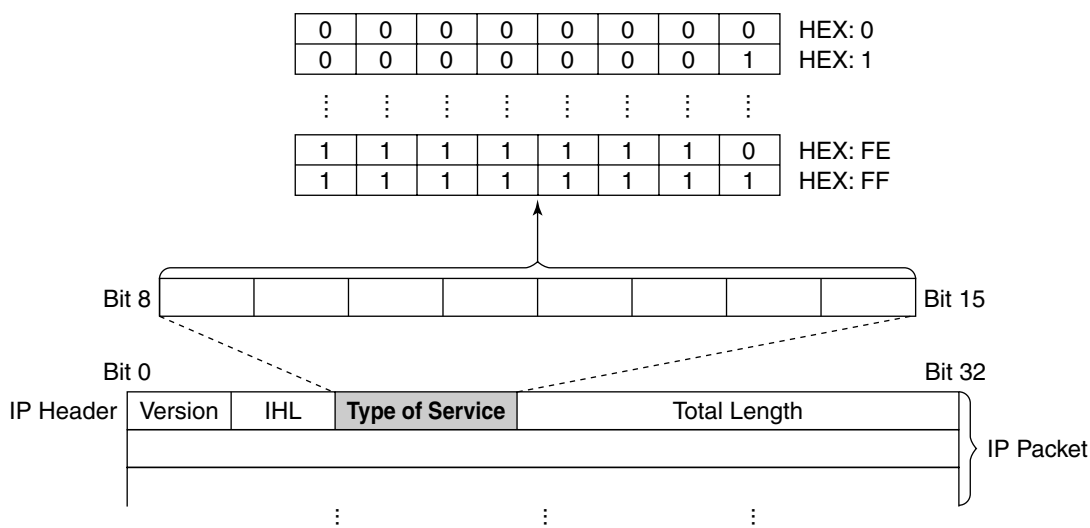 0 0 0 0 0 0 0 0 HEX: 0
0 0 0 0 0 0 0 1 HEX: 1
1 1 1 1 1 1 1 0 HEX: FE
1 1 1 1 1 1 1 1 HEX: FF
Bit 8 Bit 15
Bit 0 Bit 32
IP Header Version IHL Type of Service Total Length
IP Packet